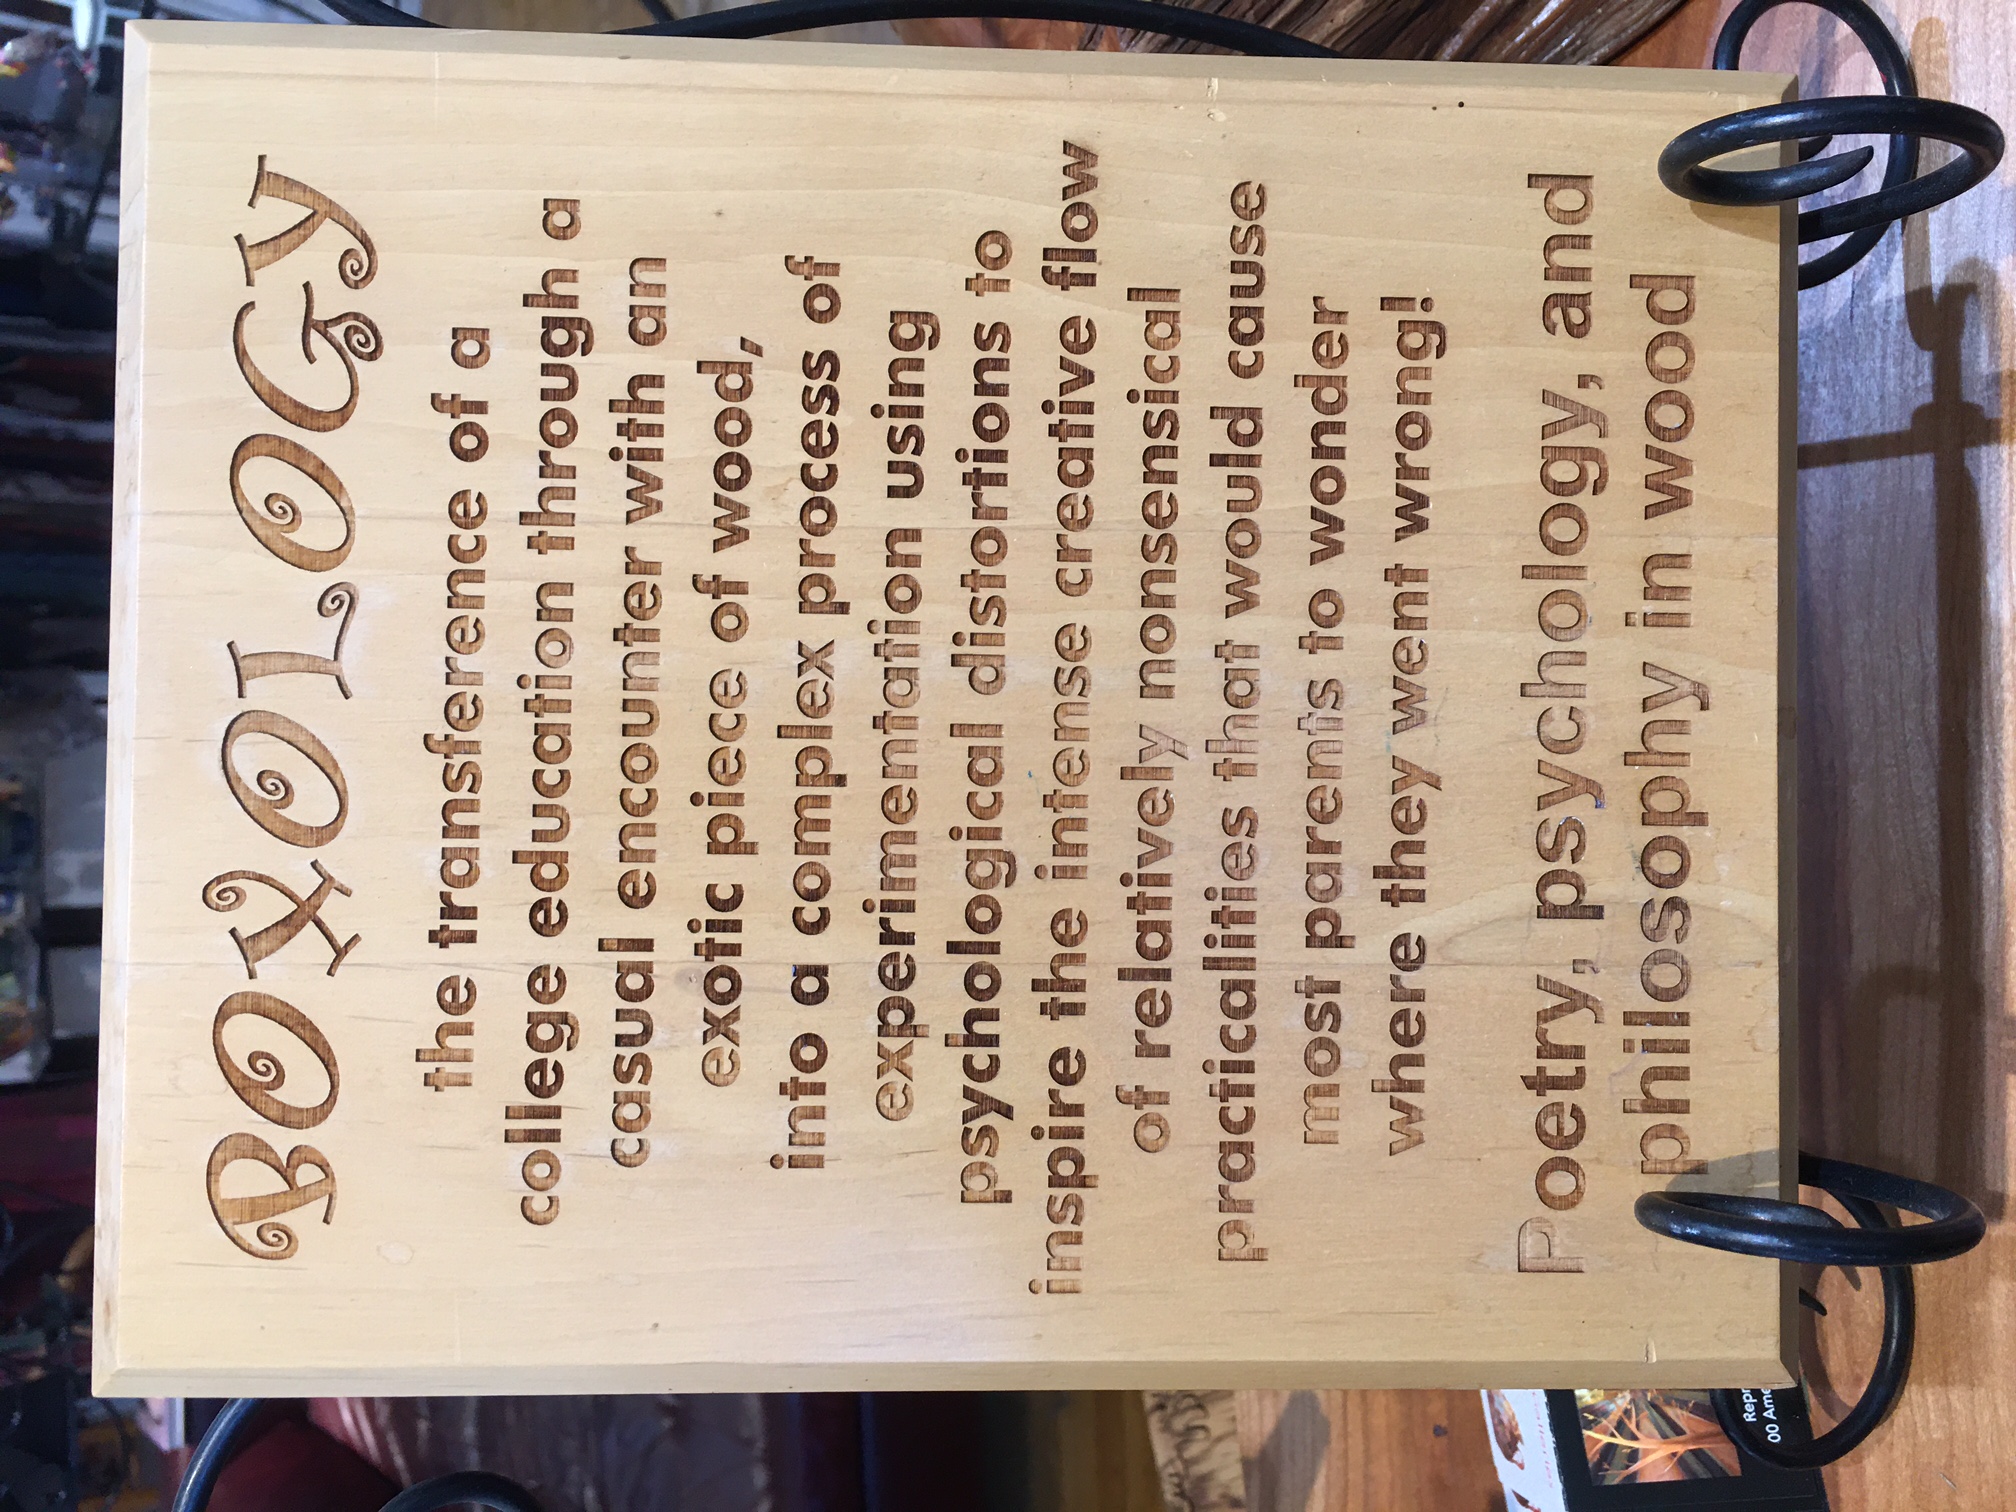 BOXOLOGY
the transference of a
college education through a
casual encounter with an
exotic piece of wood,
into a complex process of
experimentation using
psychological distortions to
inspire the intense creative flow
of relatively nonsensical
practicalities that would cause
most parents to wonder
where they went wrong!
Poetry, psychology, and
philosophy in wood
00 Ame